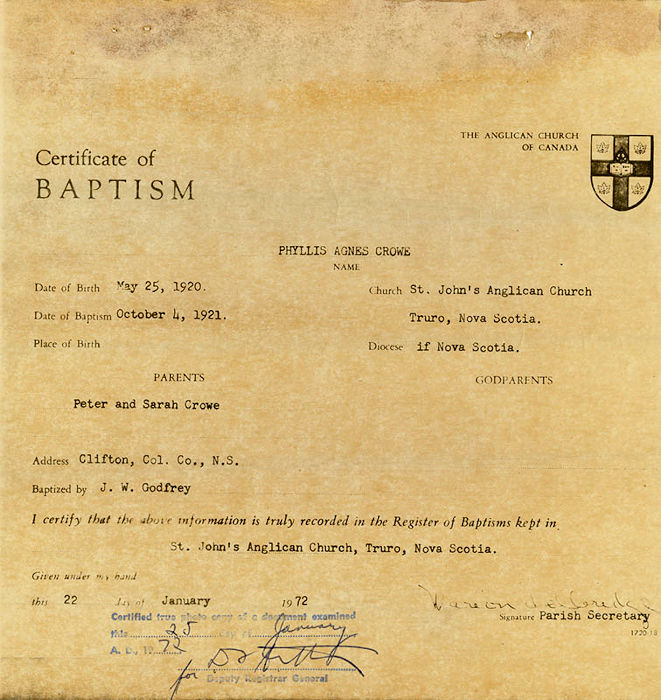 THE ANGLICAN CHURCH
OF CANADA
Certificate of
BAPTISM
PHYLLIS AGNES CROWE
NAME
Date of Birth May 25, 1920.
Church St. John's Anglican Church
Date of Baptism October 4, 1921.
Truro, Nova Scotia.
Place of Birth
Diocese if Nova Scotia.
PARENTS
GODPARENTS
Peter and Sarah Crowe
Address Clifton, Col. Co., N.S.
Baptized by J. W. Godfrey
I certify that the above information is truly recorded in the Register of Baptisms kept in
St. John's Anglican Church, Truro, Nova Scotia.
Given under my hand
this 22 day of January 1972
Signature Parish Secretary
1720-18
Certified true photo copy of a document examined
this 25 day of January
A. D., 1972
for
Deputy Registrar General